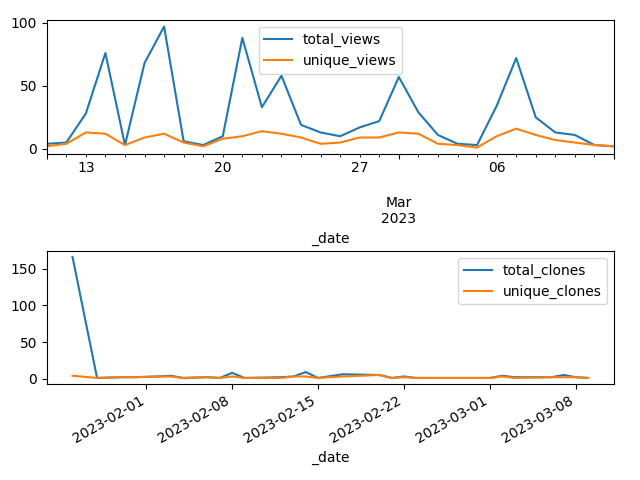 100
50
0
total_views
unique_views
13
20
27
06
Mar
2023
_date
150
100
50
0
total_clones
unique_clones
2023-02-01
2023-02-08
2023-02-15
2023-02-22
2023-03-01
2023-03-08
_date